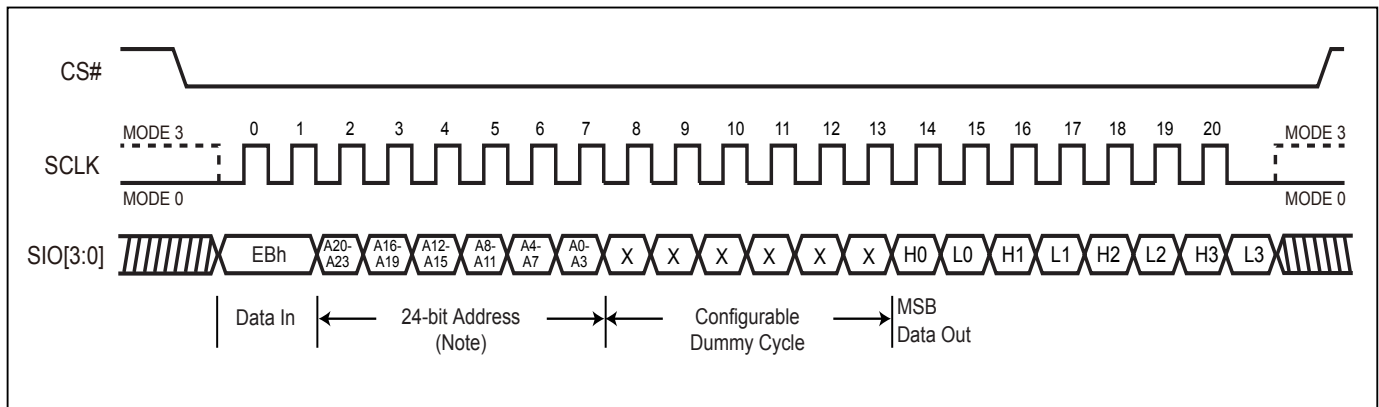 CS#
MODE 3 0 1 2 3 4 5 6 7 8 9 10 11 12 13 14 15 16 17 18 19 20 MODE 3
SCLK
MODE 0 MODE 0
SIO[3:0] EBh A20-A23 A16-A19 A12-A15 A8-A11 A4-A7 A0-A3 X X X X X X H0 L0 H1 L1 H2 L2 H3 L3
Data In 24-bit Address Configurable MSB
(Note) Dummy Cycle Data Out